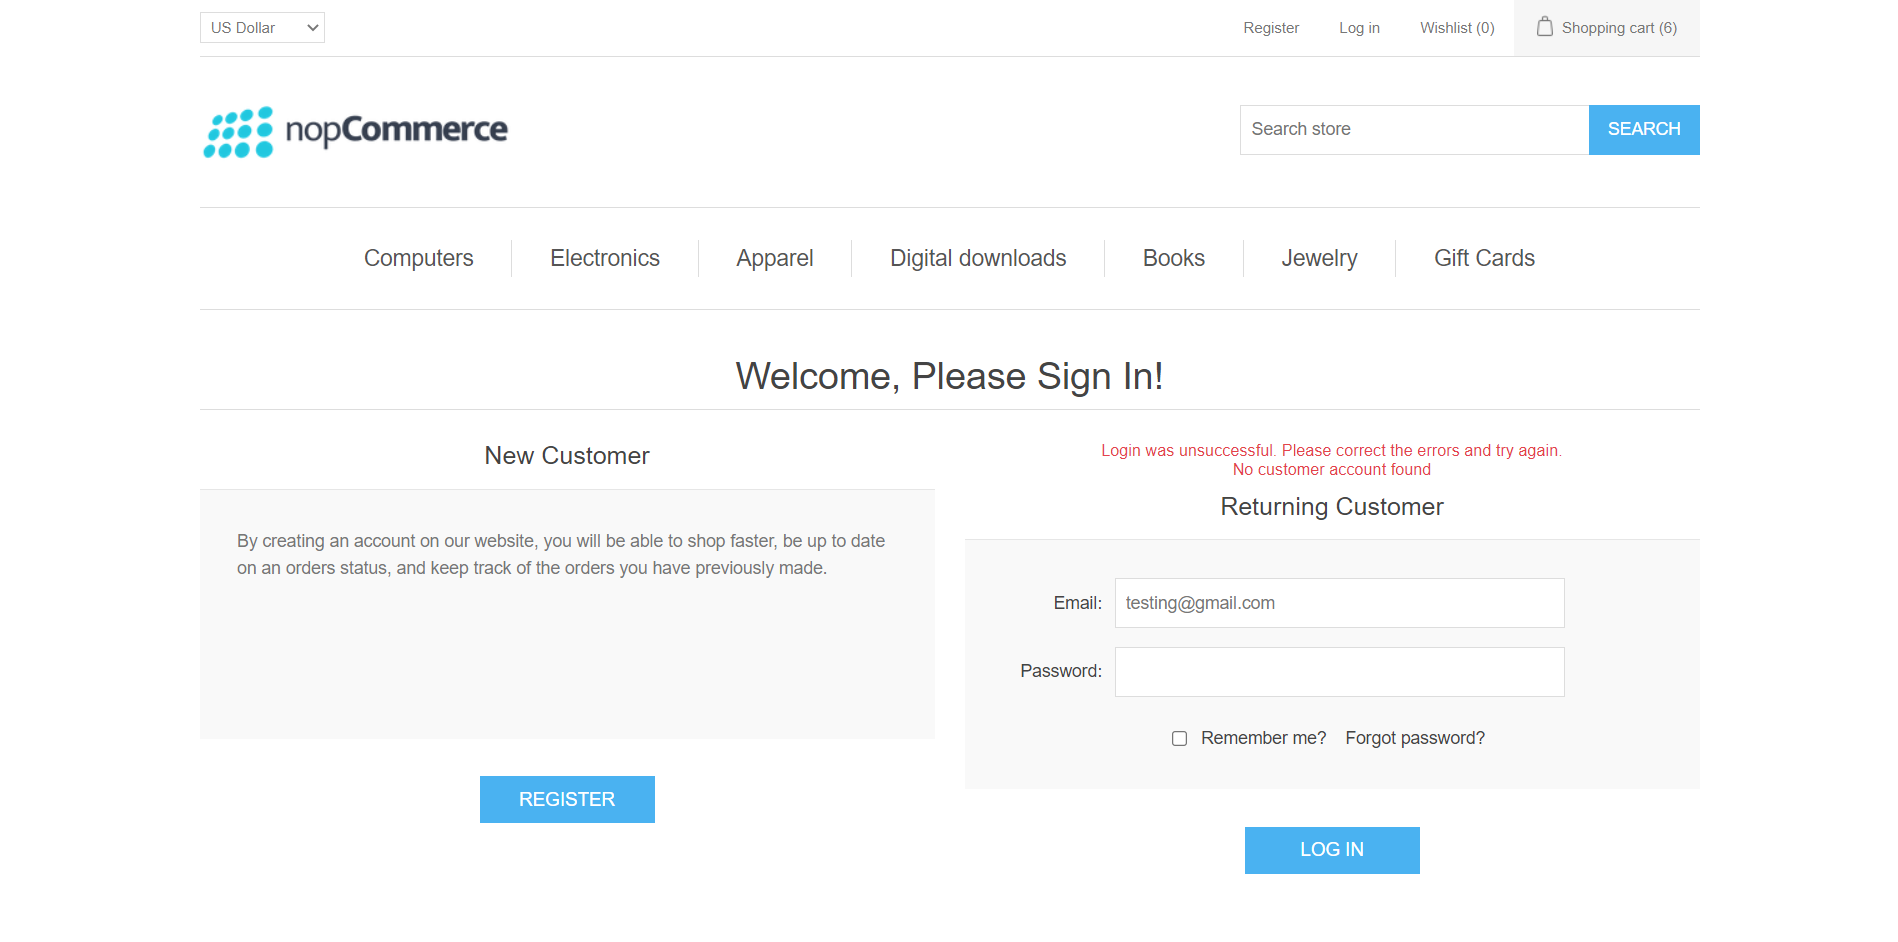 US Dollar
Register
Log in
Wishlist (0)
Shopping cart (6)
nopCommerce
Search store
SEARCH
Computers
Electronics
Apparel
Digital downloads
Books
Jewelry
Gift Cards
Welcome, Please Sign In!
New Customer
By creating an account on our website, you will be able to shop faster, be up to date
on an orders status, and keep track of the orders you have previously made.
REGISTER
Login was unsuccessful. Please correct the errors and try again.
No customer account found
Returning Customer
Email:
testing@gmail.com
Password:
Remember me?
Forgot password?
LOG IN